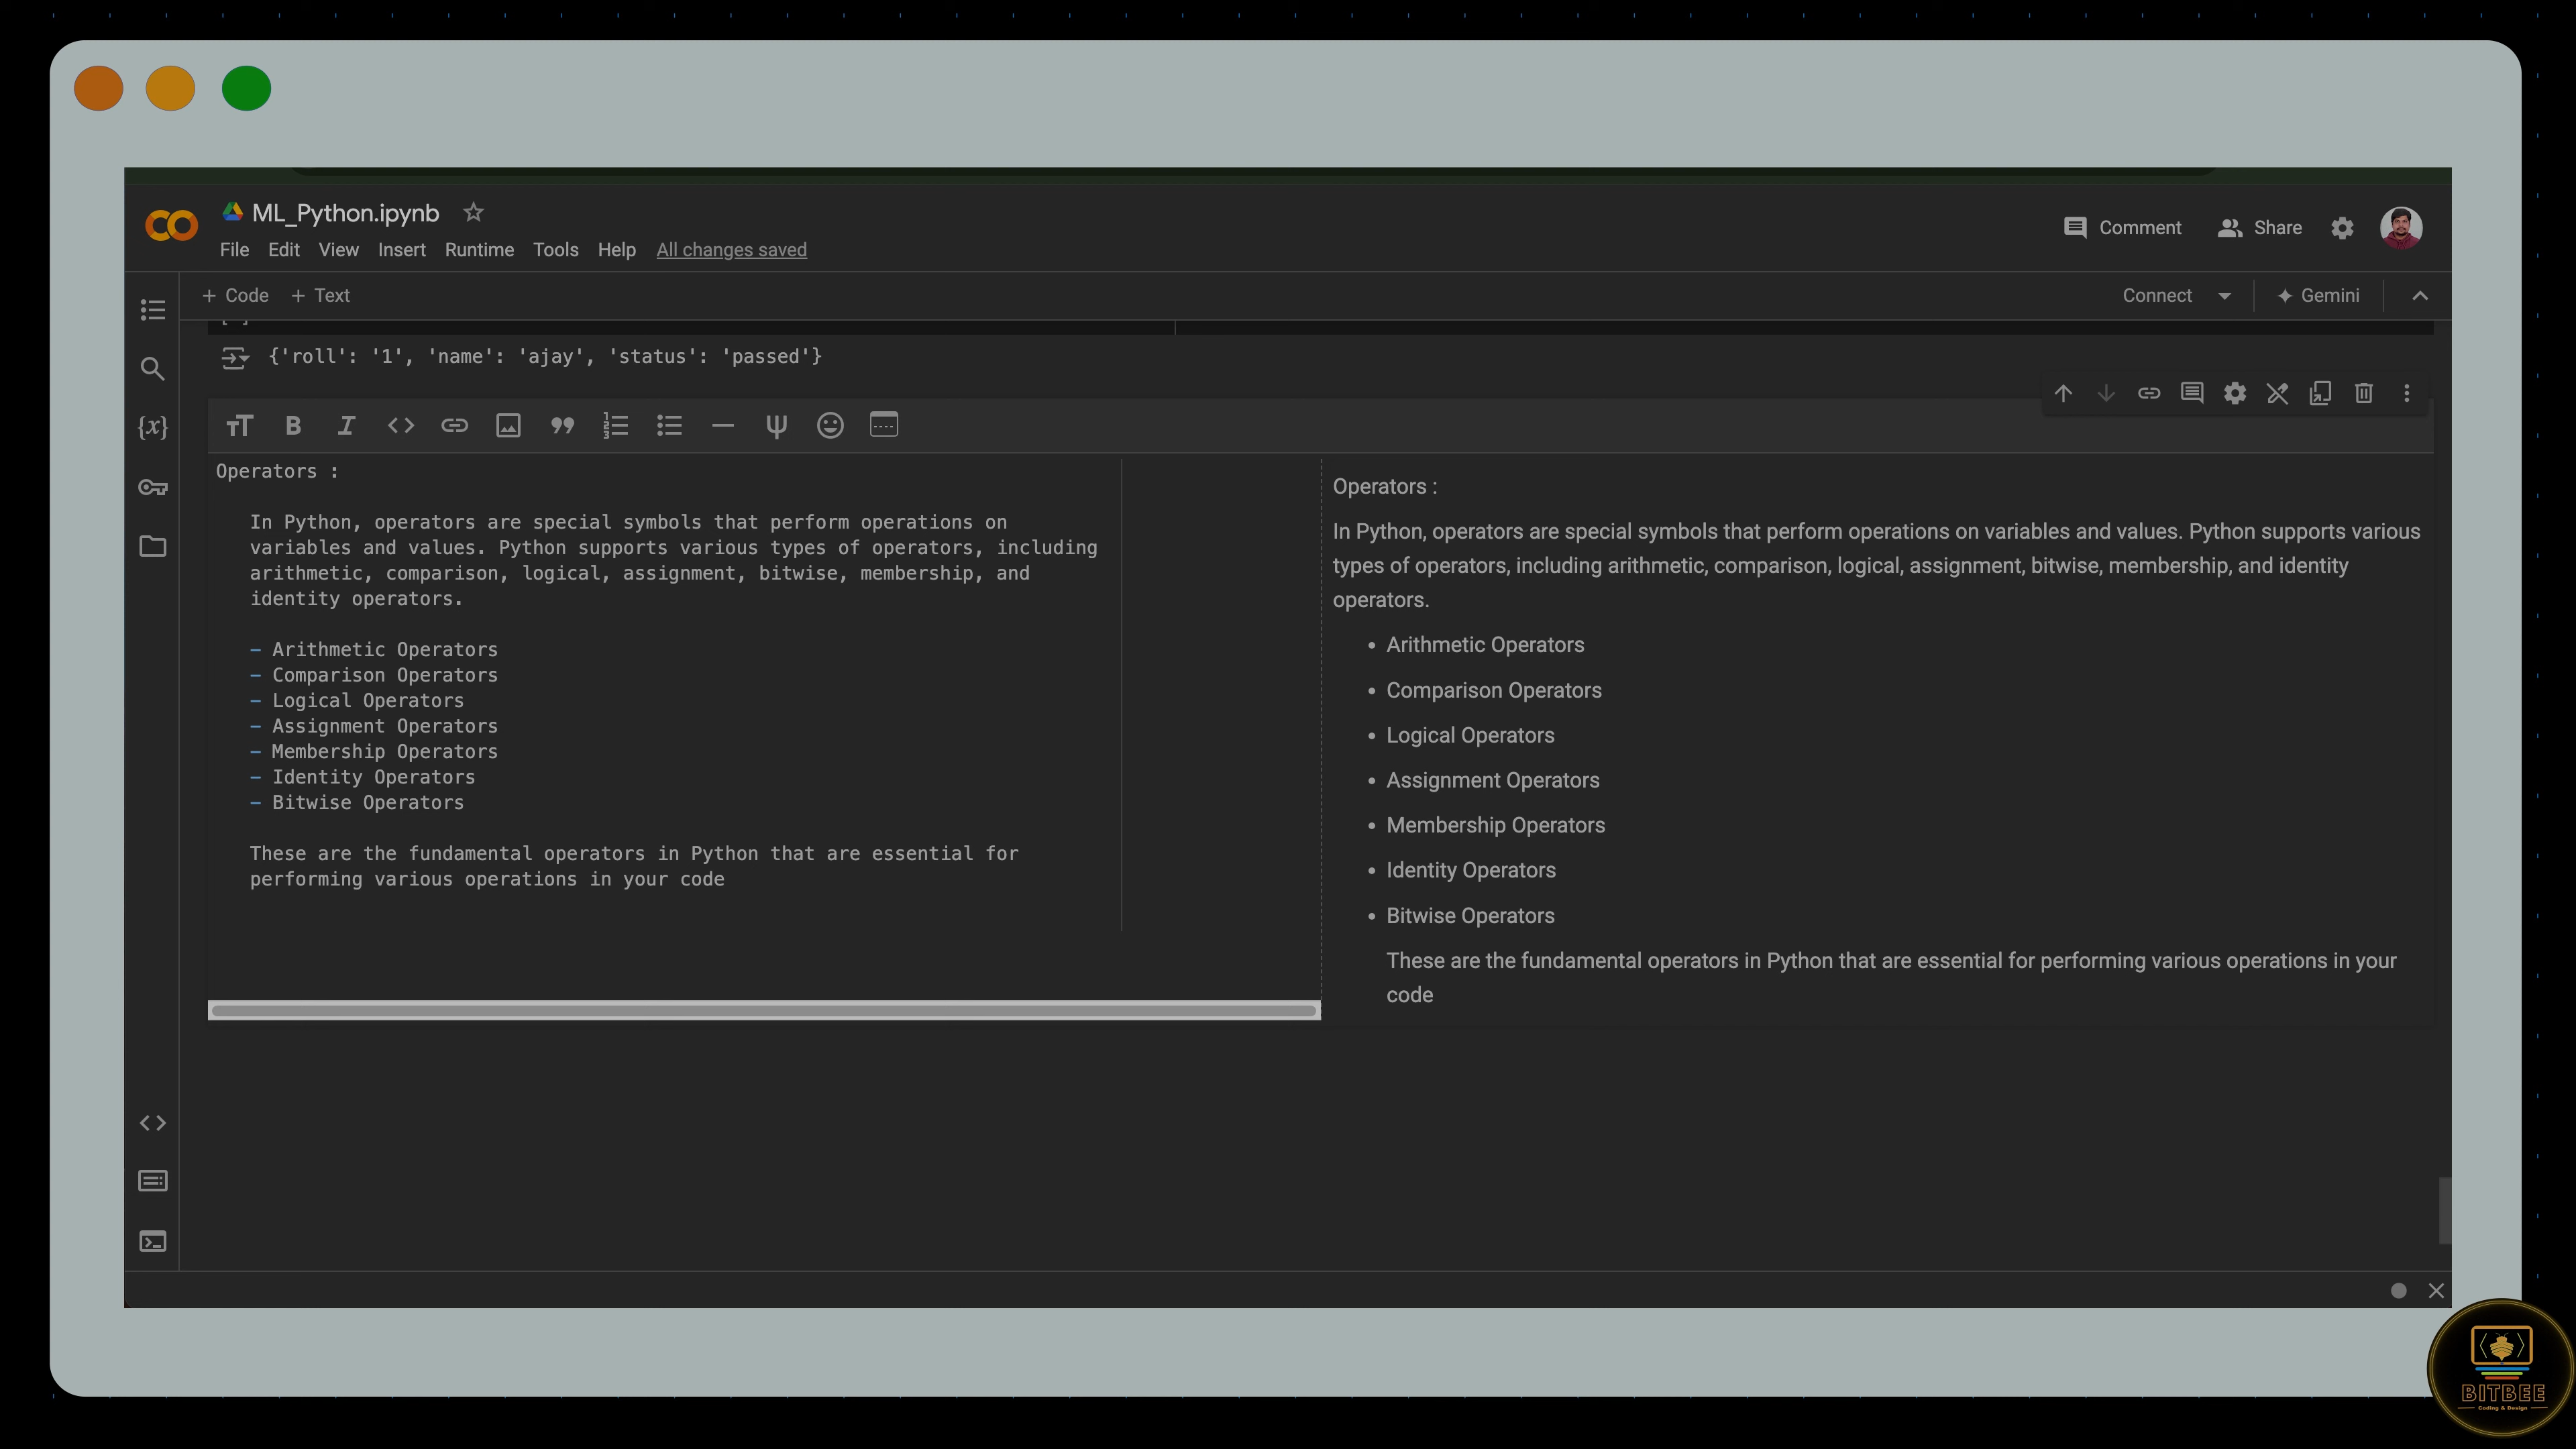 ML_Python.ipynb
File Edit View Insert Runtime Tools Help All changes saved
Comment Share
+ Code + Text
Connect Gemini
{'roll': '1', 'name': 'ajay', 'status': 'passed'}
Operators :
In Python, operators are special symbols that perform operations on
variables and values. Python supports various types of operators, including
arithmetic, comparison, logical, assignment, bitwise, membership, and
identity operators.
- Arithmetic Operators
- Comparison Operators
- Logical Operators
- Assignment Operators
- Membership Operators
- Identity Operators
- Bitwise Operators
These are the fundamental operators in Python that are essential for
performing various operations in your code
Operators :
In Python, operators are special symbols that perform operations on variables and values. Python supports various
types of operators, including arithmetic, comparison, logical, assignment, bitwise, membership, and identity
operators.
• Arithmetic Operators
• Comparison Operators
• Logical Operators
• Assignment Operators
• Membership Operators
• Identity Operators
• Bitwise Operators
These are the fundamental operators in Python that are essential for performing various operations in your
code
BITBEE
Coding & Design